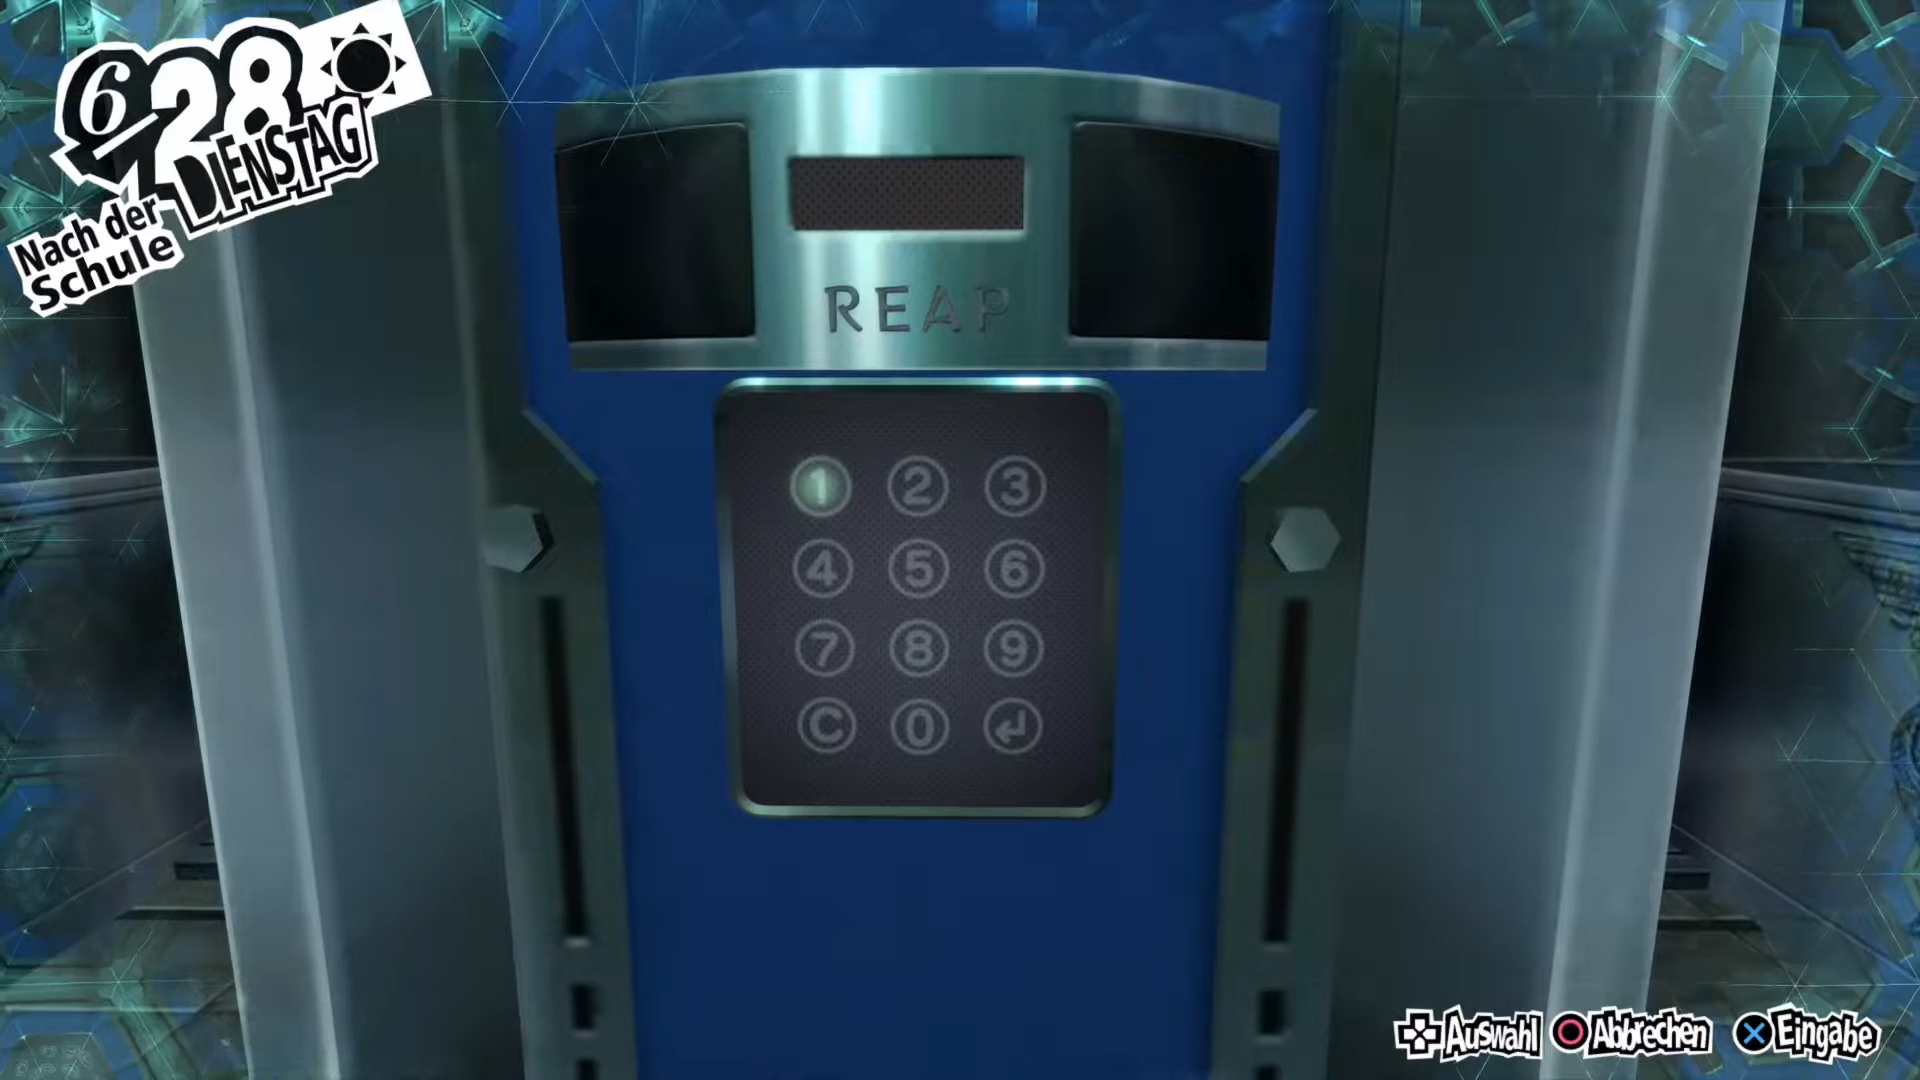 6/28
DIENSTAG
Nach der
Schule
REAP
1 2 3
4 5 6
7 8 9
C 0 ↵
Auswahl Abbrechen Eingabe